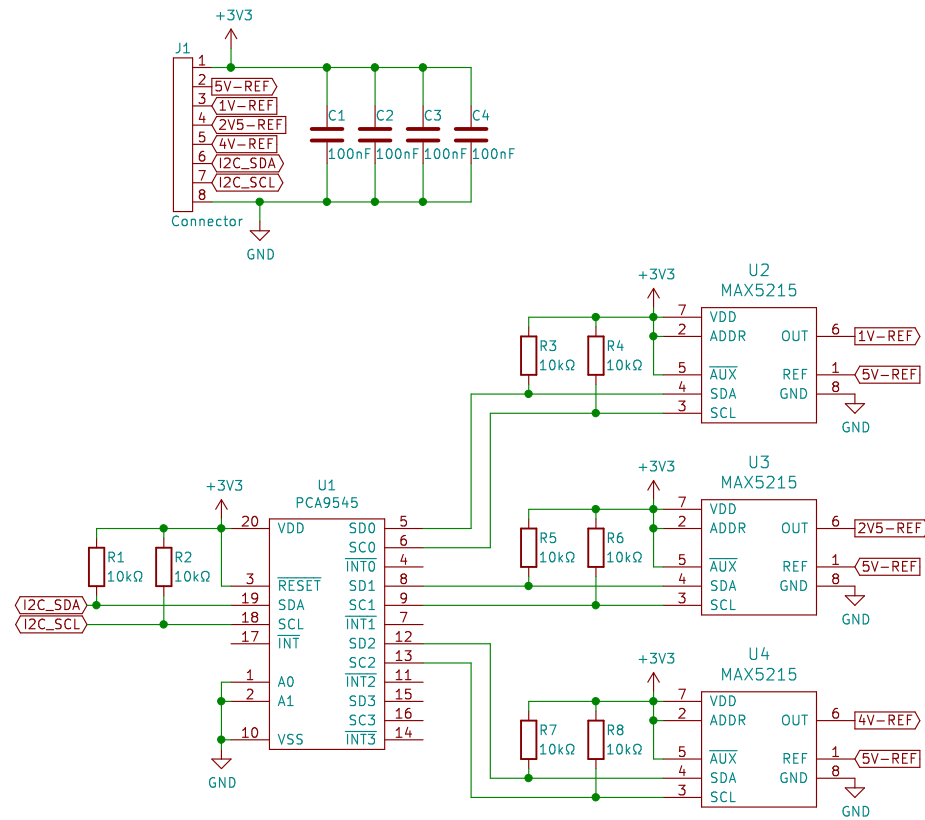 +3V3
J1
1
2 5V-REF
3 1V-REF
4 2V5-REF
5 4V-REF
6 I2C_SDA
7 I2C_SCL
8
Connector
GND
C1 C2 C3 C4
100nF 100nF 100nF 100nF
+3V3
U2
MAX5215
7 VDD
2 ADDR OUT 6 1V-REF
5 AUX REF 1 5V-REF
4 SDA GND 8
3 SCL
GND
R3 R4
10kΩ 10kΩ
+3V3
U3
MAX5215
7 VDD
2 ADDR OUT 6 2V5-REF
5 AUX REF 1 5V-REF
4 SDA GND 8
3 SCL
GND
R5 R6
10kΩ 10kΩ
+3V3
U1
PCA9545
20 VDD SD0 5
SC0 6
INT0 4
3 RESET SD1 8
19 SDA SC1 9
18 SCL INT1 7
17 INT SD2 12
SC2 13
1 A0 INT2 11
2 A1 SD3 15
SC3 16
10 VSS INT3 14
GND
R1 R2
10kΩ 10kΩ
I2C_SDA
I2C_SCL
+3V3
U4
MAX5215
7 VDD
2 ADDR OUT 6 4V-REF
5 AUX REF 1 5V-REF
4 SDA GND 8
3 SCL
GND
R7 R8
10kΩ 10kΩ